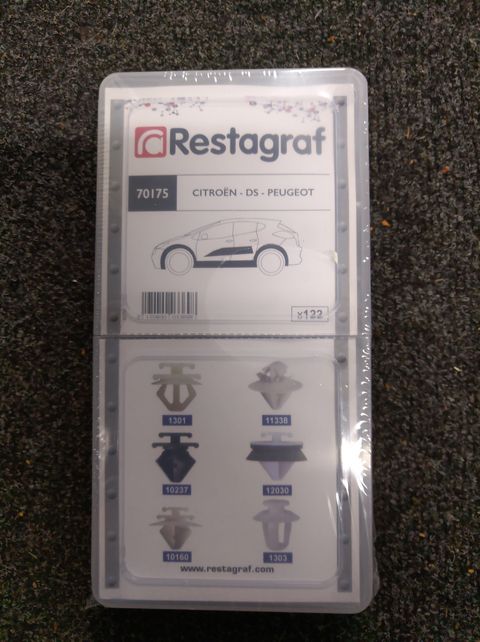 Restagraf
70175
CITROËN - DS - PEUGEOT
x122
1301
11338
10237
12030
10160
1303
www.restagraf.com